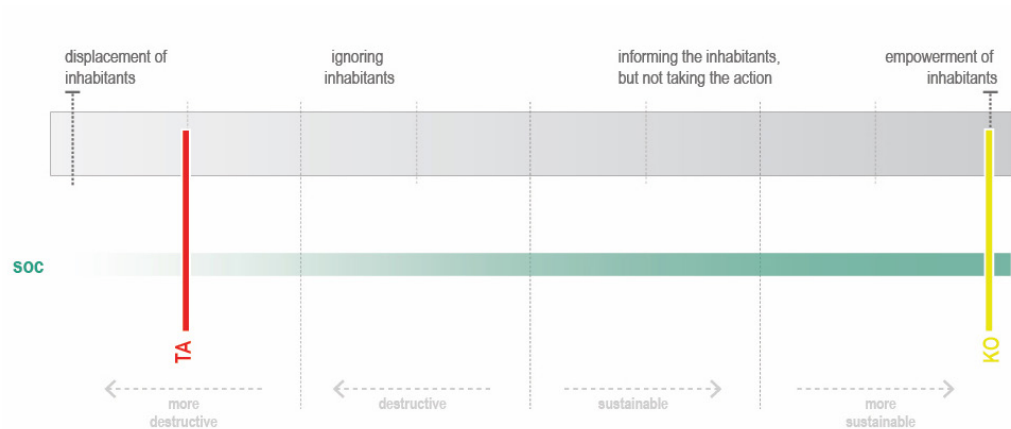 displacement of
inhabitants
ignoring
inhabitants
informing the inhabitants,
but not taking the action
empowerment of
inhabitants
soc
TA
KO
more
destructive
destructive
sustainable
more
sustainable